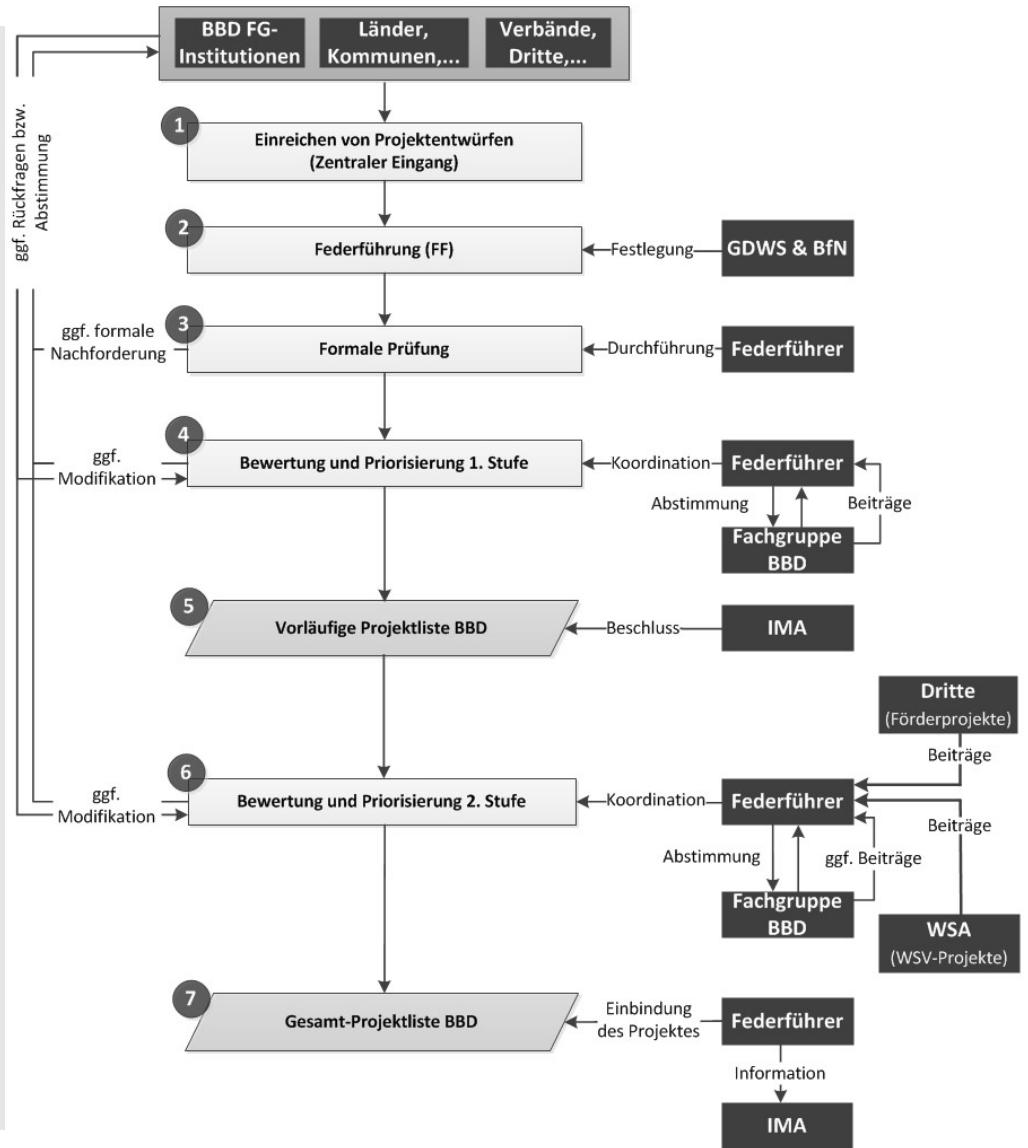 BBD FG-
Institutionen
Länder,
Kommunen,...
Verbände,
Dritte,...
ggf. Rückfragen bzw.
Abstimmung
1
Einreichen von Projektentwürfen
(Zentraler Eingang)
2
Federführung (FF)
Festlegung
GDWS & BfN
ggf. formale
Nachforderung
3
Formale Prüfung
Durchführung
Federführer
ggf.
Modifikation
4
Bewertung und Priorisierung 1. Stufe
Koordination
Federführer
Abstimmung
Beiträge
Fachgruppe
BBD
5
Vorläufige Projektliste BBD
Beschluss
IMA
Dritte
(Förderprojekte)
Beiträge
ggf.
Modifikation
6
Bewertung und Priorisierung 2. Stufe
Koordination
Federführer
Beiträge
Abstimmung
ggf. Beiträge
Fachgruppe
BBD
WSA
(WSV-Projekte)
7
Gesamt-Projektliste BBD
Einbindung
des Projektes
Federführer
Information
IMA